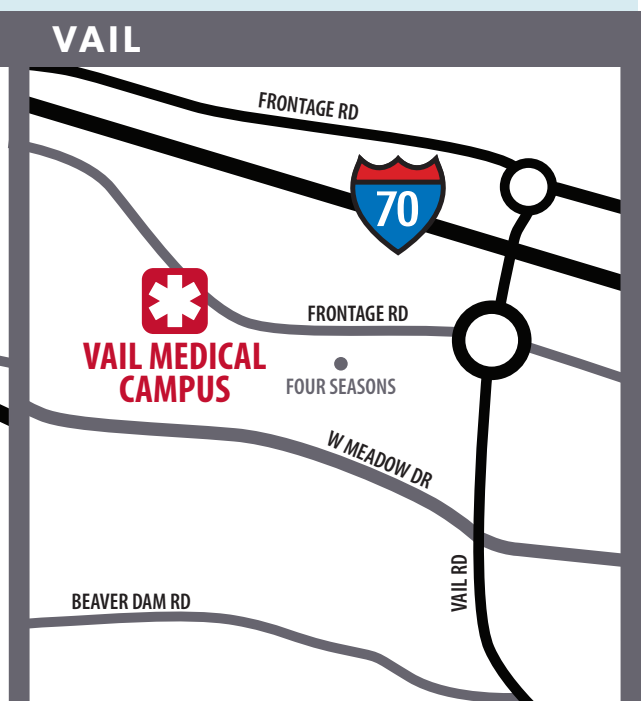 VAIL
FRONTAGE RD
70
FRONTAGE RD
VAIL MEDICAL
CAMPUS
FOUR SEASONS
W MEADOW DR
VAIL RD
BEAVER DAM RD